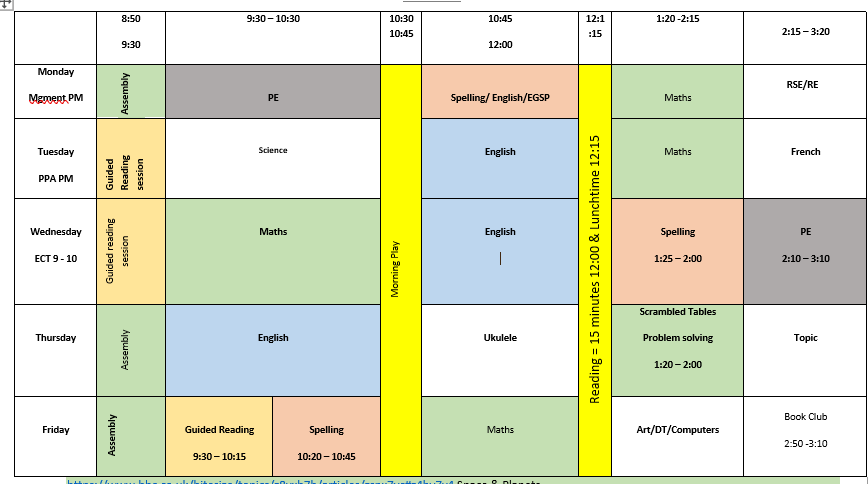 8:50
9:30
9:30 – 10:30
10:30
10:45
10:45
12:00
12:1
:15
1:20 -2:15
2:15 – 3:20
Monday
Mgment PM
Assembly
PE
Spelling/ English/EGSP
Maths
RSE/RE
Tuesday
PPA PM
Guided
Reading
session
Science
English
Maths
French
Wednesday
ECT 9 - 10
Guided reading
session
Maths
Morning Play
English
Reading = 15 minutes 12:00 & Lunchtime 12:15
Spelling
1:25 – 2:00
PE
2:10 – 3:10
Thursday
Assembly
English
Ukulele
Scrambled Tables
Problem solving
1:20 – 2:00
Topic
Friday
Assembly
Guided Reading
9:30 – 10:15
Spelling
10:20 – 10:45
Maths
Art/DT/Computers
Book Club
2:50 -3:10
Space & Planets